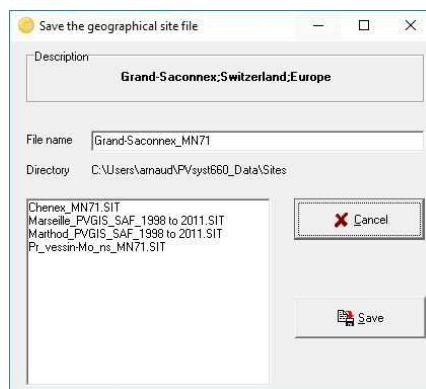 Save the geographical site file
Description
Grand-Saconnex;Switzerland;Europe
File name
Grand-Saconnex_MN71
Directory
C:\Users\arnaud\PVsyst660_Data\Sites
Chenex_MN71.SIT
Marseille_PVGIS_SAF_1998 to 2011.SIT
Marthod_PVGIS_SAF_1998 to 2011.SIT
Pr_vessin-Mo_ns_MN71.SIT
Cancel
Save